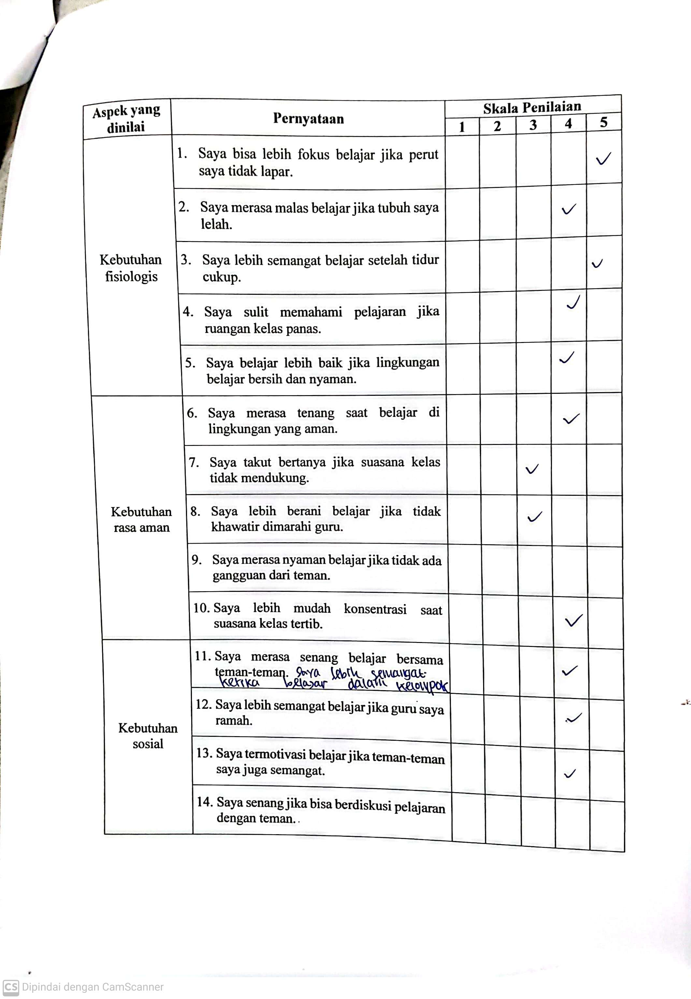 Aspek yang dinilai
Pernyataan
Skala Penilaian
1 2 3 4 5
Kebutuhan
fisiologis
1. Saya bisa lebih fokus belajar jika perut
saya tidak lapar.
✓
2. Saya merasa malas belajar jika tubuh saya
lelah.
✓
3. Saya lebih semangat belajar setelah tidur
cukup.
✓
4. Saya sulit memahami pelajaran jika
ruangan kelas panas.
✓
5. Saya belajar lebih baik jika lingkungan
belajar bersih dan nyaman.
✓
Kebutuhan
rasa aman
6. Saya merasa tenang saat belajar di
lingkungan yang aman.
✓
7. Saya takut bertanya jika suasana kelas
tidak mendukung.
✓
8. Saya lebih berani belajar jika tidak
khawatir dimarahi guru.
✓
9. Saya merasa nyaman belajar jika tidak ada
gangguan dari teman.
10. Saya lebih mudah konsentrasi saat
suasana kelas tertib.
✓
Kebutuhan
sosial
11. Saya merasa senang belajar bersama
teman-teman. Saya lebih semangat
ketika belajar dalam kelompok
✓
12. Saya lebih semangat belajar jika guru saya
ramah.
✓
13. Saya termotivasi belajar jika teman-teman
saya juga semangat.
✓
14. Saya senang jika bisa berdiskusi pelajaran
dengan teman. .
CS Dipindai dengan CamScanner